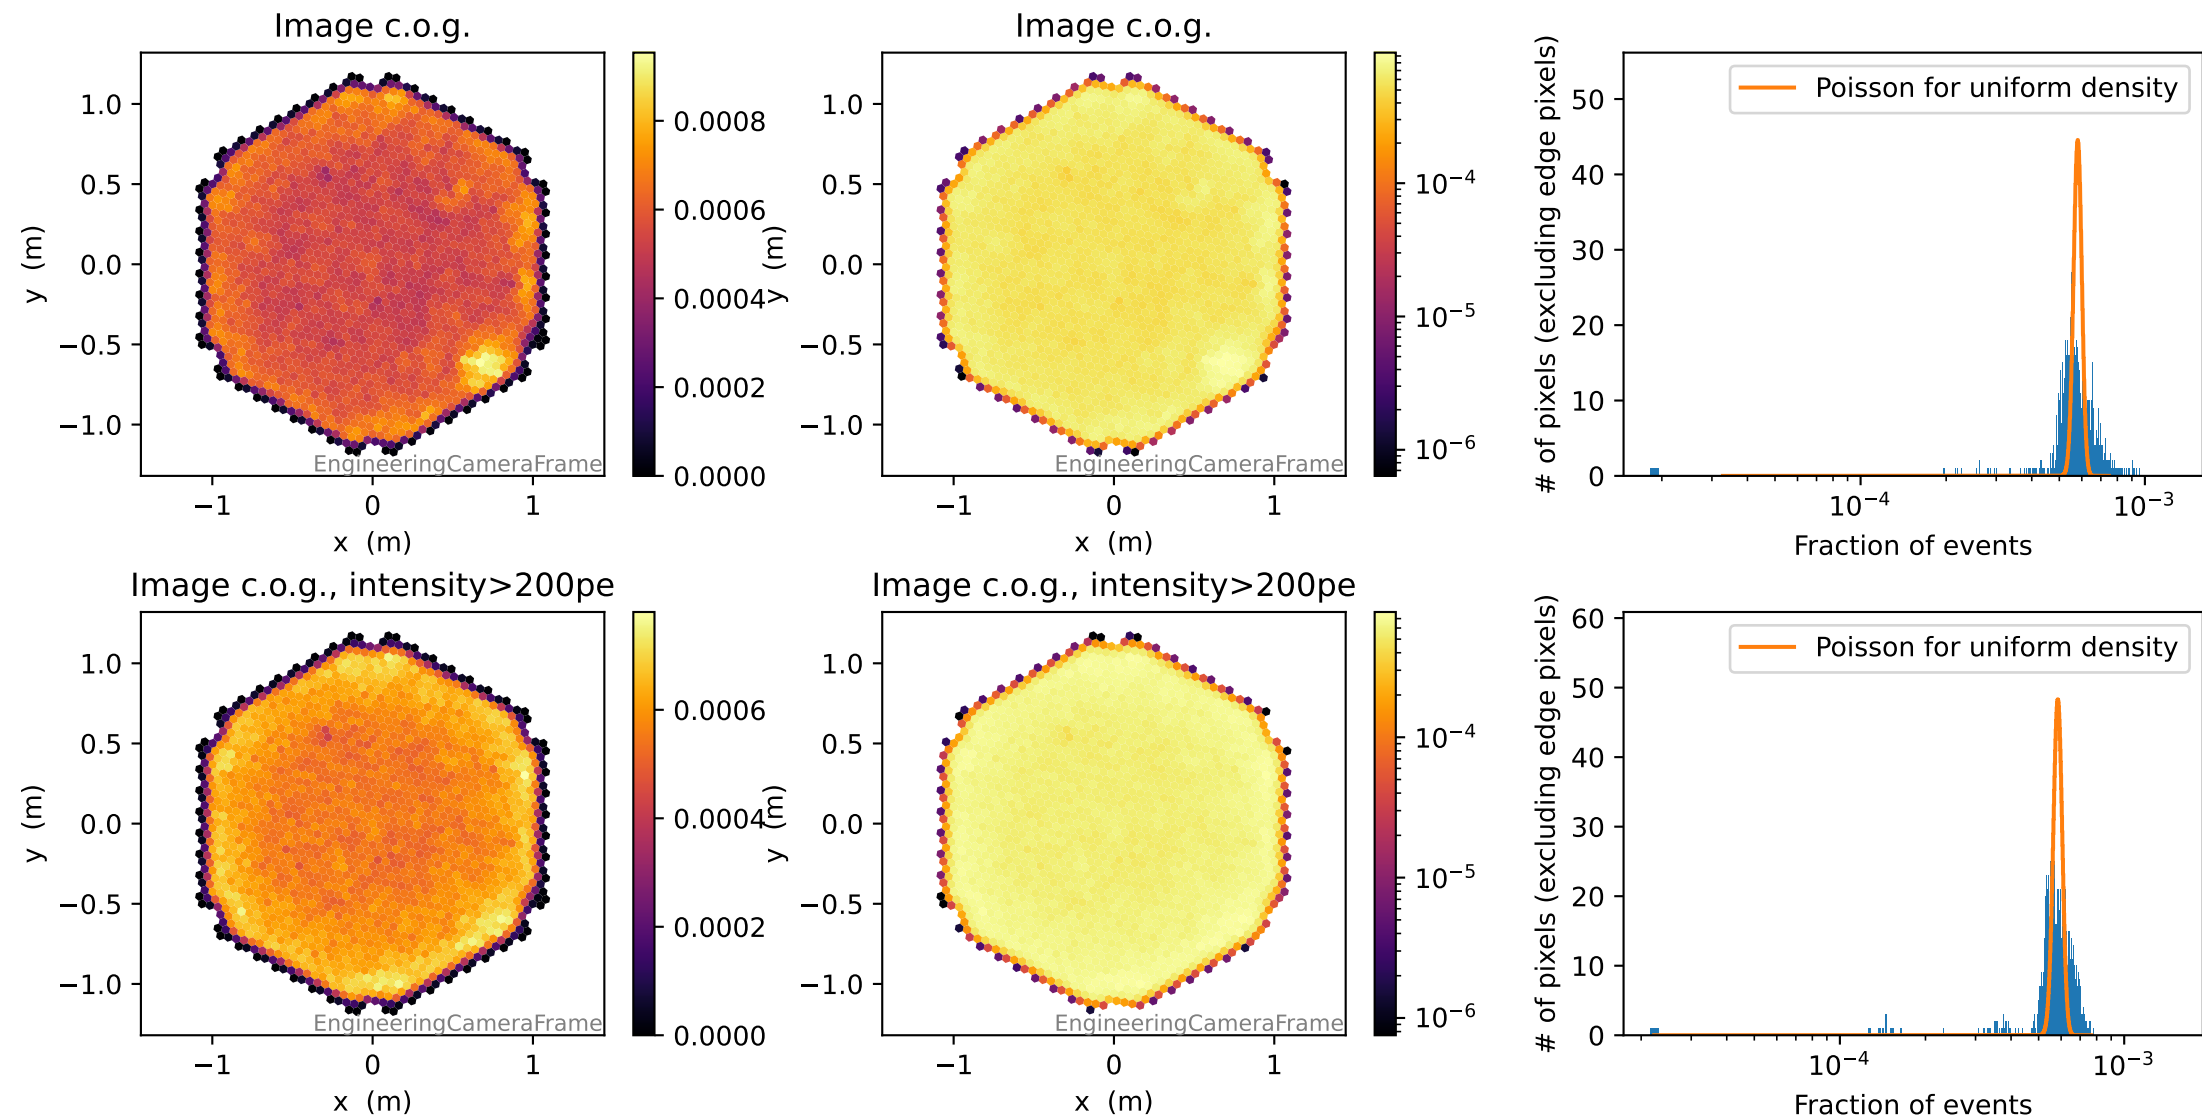 Image c.o.g.
1.0
0.5
0.0
−0.5
−1.0
y (m)
−1
0
1
x (m)
EngineeringCameraFrame
0.0008
0.0006
0.0004
0.0002
0.0000
Image c.o.g.
1.0
0.5
0.0
−0.5
−1.0
y (m)
−1
0
1
x (m)
EngineeringCameraFrame
10⁻⁴
10⁻⁵
10⁻⁶
# of pixels (excluding edge pixels)
50
40
30
20
10
0
Poisson for uniform density
10⁻⁴
10⁻³
Fraction of events
Image c.o.g., intensity>200pe
1.0
0.5
0.0
−0.5
−1.0
y (m)
−1
0
1
x (m)
EngineeringCameraFrame
0.0006
0.0004
0.0002
0.0000
Image c.o.g., intensity>200pe
1.0
0.5
0.0
−0.5
−1.0
y (m)
−1
0
1
x (m)
EngineeringCameraFrame
10⁻⁴
10⁻⁵
10⁻⁶
# of pixels (excluding edge pixels)
60
50
40
30
20
10
0
Poisson for uniform density
10⁻⁴
10⁻³
Fraction of events